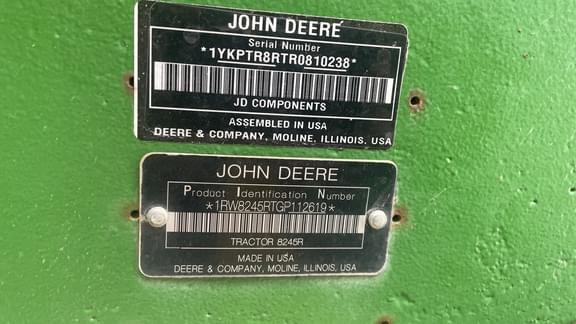 JOHN DEERE
Serial Number
*1YKPTR8RTR0810238*
JD COMPONENTS
ASSEMBLED IN USA
DEERE & COMPANY, MOLINE, ILLINOIS, USA
JOHN DEERE
Product Identification Number
*1RW8245RTGP112619*
TRACTOR 8245R
MADE IN USA
DEERE & COMPANY, MOLINE, ILLINOIS, USA